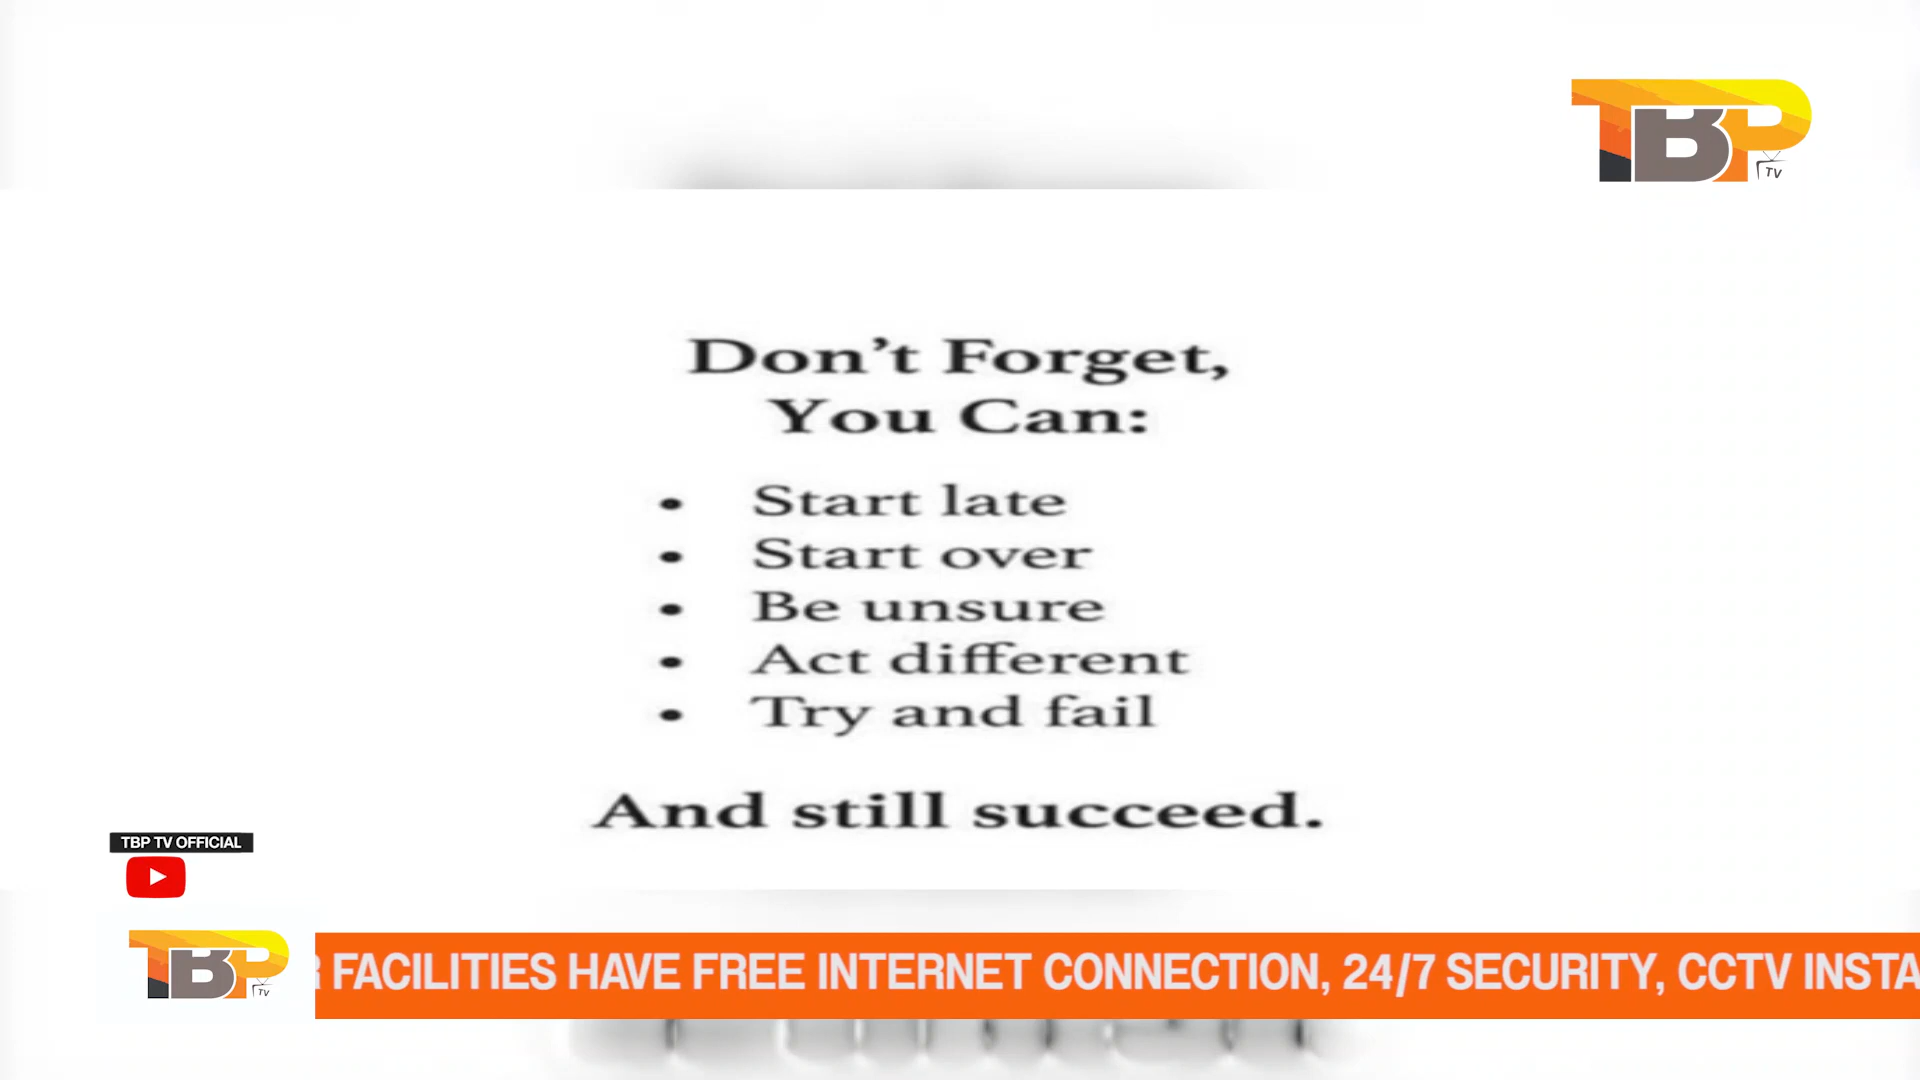 TBP
TV
Don't Forget,
You Can:
• Start late
• Start over
• Be unsure
• Act different
• Try and fail
And still succeed.
TBP TV OFFICIAL
TBP
TV
FACILITIES HAVE FREE INTERNET CONNECTION, 24/7 SECURITY, CCTV INSTA